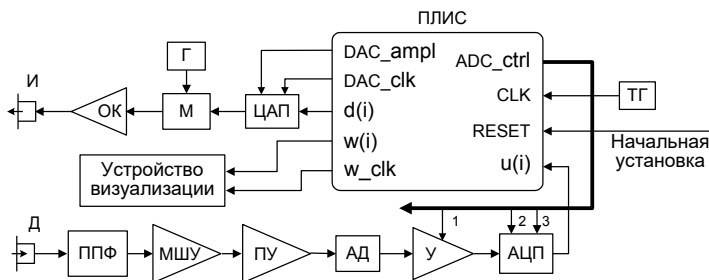 ПЛИС
DAC_ampl
ADC_ctrl
Г
DAC_clk
И
CLK
ТГ
ОК
М
ЦАП
d(i)
RESET
w(i)
Начальная
установка
Устройство
визуализации
w_clk
u(i)
Д
1
2
3
ППФ
МШУ
ПУ
АД
У
АЦП